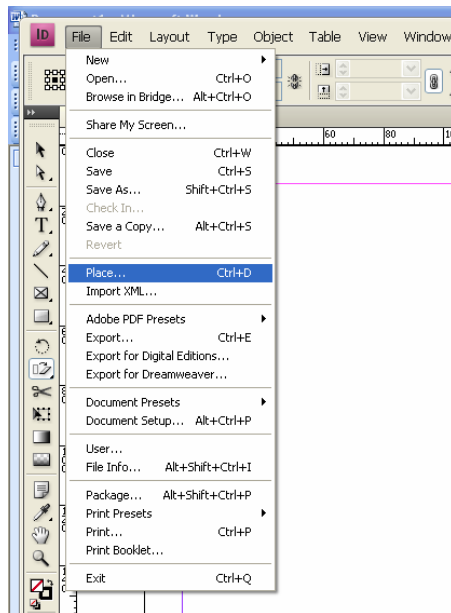 ID File Edit Layout Type Object Table View Window
New
Open... Ctrl+O
Browse in Bridge... Alt+Ctrl+O
Share My Screen...
Close Ctrl+W
Save Ctrl+S
Save As... Shift+Ctrl+S
Check In...
Save a Copy... Alt+Ctrl+S
Revert
Place... Ctrl+D
Import XML...
Adobe PDF Presets
Export... Ctrl+E
Export for Digital Editions...
Export for Dreamweaver...
Document Presets
Document Setup... Alt+Ctrl+P
User...
File Info... Alt+Shift+Ctrl+I
Package... Alt+Shift+Ctrl+P
Print Presets
Print... Ctrl+P
Print Booklet...
Exit Ctrl+Q
60 80
T